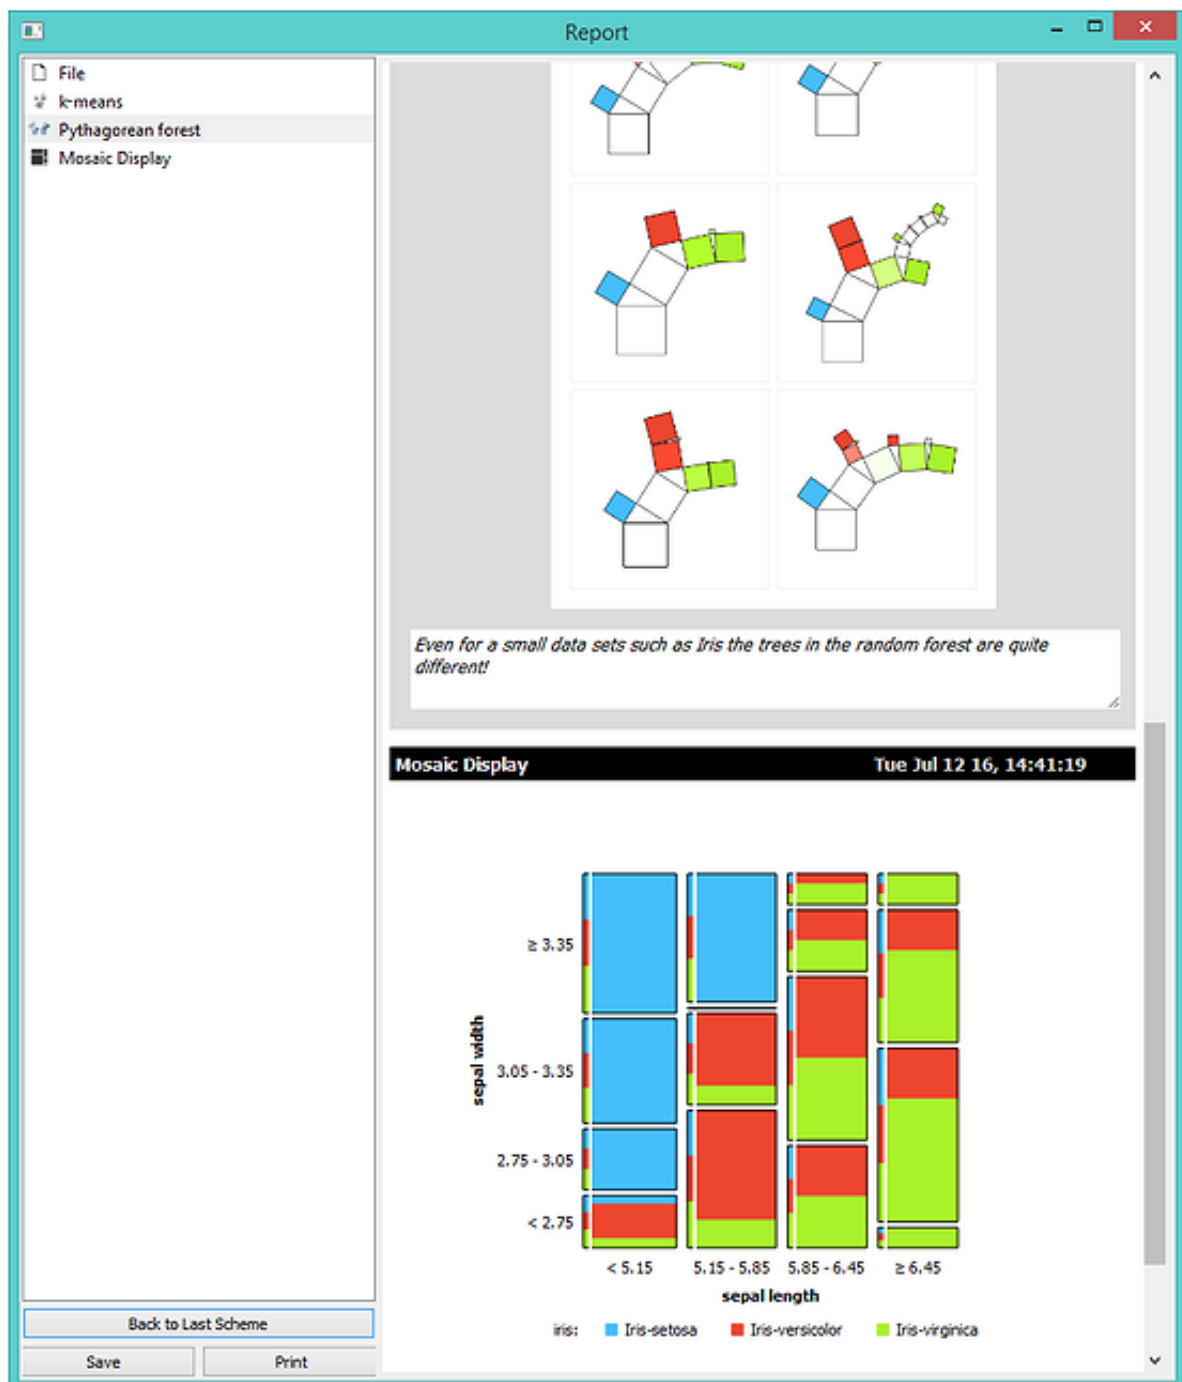 Report
File
k-means
Pythagorean forest
Mosaic Display
Even for a small data sets such as Iris the trees in the random forest are quite
different!
Mosaic Display Tue Jul 12 16, 14:41:19
≥ 3.35
3.05 - 3.35
2.75 - 3.05
< 2.75
sepal width
< 5.15 5.15 - 5.85 5.85 - 6.45 ≥ 6.45
sepal length
iris: Iris-setosa Iris-versicolor Iris-virginica
Back to Last Scheme
Save Print